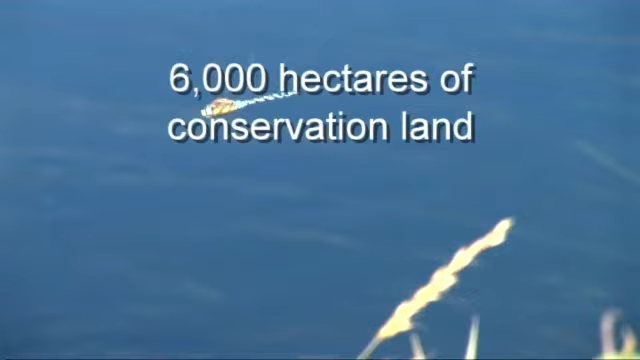 6,000 hectares of
conservation land